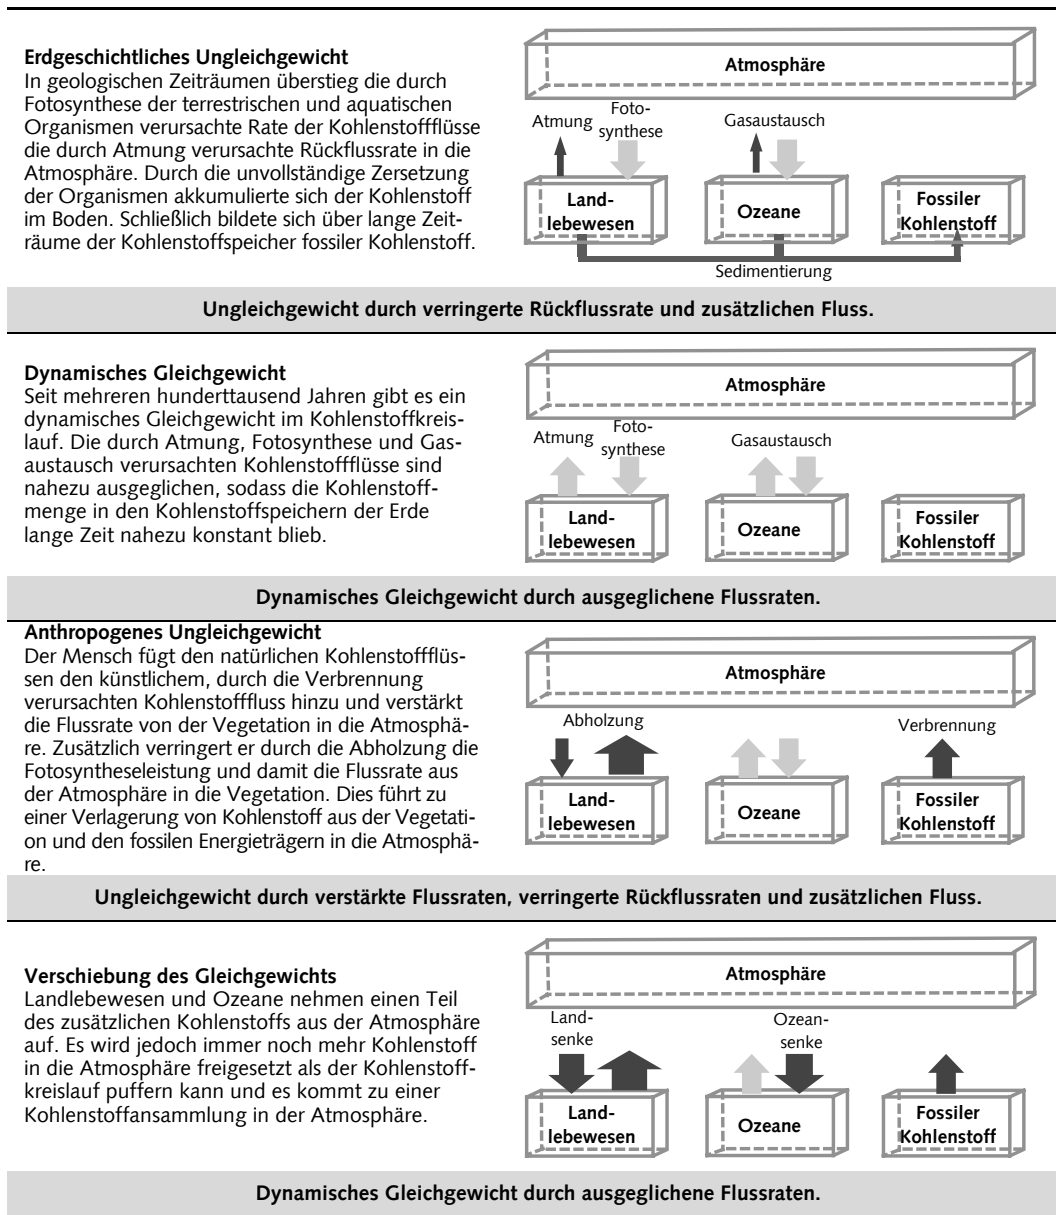 Erdgeschichtliches Ungleichgewicht
In geologischen Zeiträumen überstieg die durch
Fotosynthese der terrestrischen und aquatischen
Organismen verursachte Rate der Kohlenstoffflüsse
die durch Atmung verursachte Rückflussrate in die
Atmosphäre. Durch die unvollständige Zersetzung
der Organismen akkumulierte sich der Kohlenstoff
im Boden. Schließlich bildete sich über lange Zeit-
räume der Kohlenstoffspeicher fossiler Kohlenstoff.
Atmosphäre
Atmung
Foto-
synthese
Gasaustausch
Land-
lebewesen
Ozeane
Fossiler
Kohlenstoff
Sedimentierung
Ungleichgewicht durch verringerte Rückflussrate und zusätzlichen Fluss.
Dynamisches Gleichgewicht
Seit mehreren hunderttausend Jahren gibt es ein
dynamisches Gleichgewicht im Kohlenstoffkreis-
lauf. Die durch Atmung, Fotosynthese und Gas-
austausch verursachten Kohlenstoffflüsse sind
nahezu ausgeglichen, sodass die Kohlenstoff-
menge in den Kohlenstoffspeichern der Erde
lange Zeit nahezu konstant blieb.
Atmosphäre
Atmung
Foto-
synthese
Gasaustausch
Land-
lebewesen
Ozeane
Fossiler
Kohlenstoff
Dynamisches Gleichgewicht durch ausgeglichene Flussraten.
Anthropogenes Ungleichgewicht
Der Mensch fügt den natürlichen Kohlenstoffflüs-
sen den künstlichem, durch die Verbrennung
verursachten Kohlenstofffluss hinzu und verstärkt
die Flussrate von der Vegetation in die Atmosphä-
re. Zusätzlich verringert er durch die Abholzung die
Fotosyntheseleistung und damit die Flussrate aus
der Atmosphäre in die Vegetation. Dies führt zu
einer Verlagerung von Kohlenstoff aus der Vegetati-
on und den fossilen Energieträgern in die Atmosphä-
re.
Atmosphäre
Abholzung
Verbrennung
Land-
lebewesen
Ozeane
Fossiler
Kohlenstoff
Ungleichgewicht durch verstärkte Flussraten, verringerte Rückflussraten und zusätzlichen Fluss.
Verschiebung des Gleichgewichts
Landlebewesen und Ozeane nehmen einen Teil
des zusätzlichen Kohlenstoffs aus der Atmosphäre
auf. Es wird jedoch immer noch mehr Kohlenstoff
in die Atmosphäre freigesetzt als der Kohlenstoff-
kreislauf puffern kann und es kommt zu einer
Kohlenstoffansammlung in der Atmosphäre.
Atmosphäre
Land-
senke
Ozean-
senke
Land-
lebewesen
Ozeane
Fossiler
Kohlenstoff
Dynamisches Gleichgewicht durch ausgeglichene Flussraten.